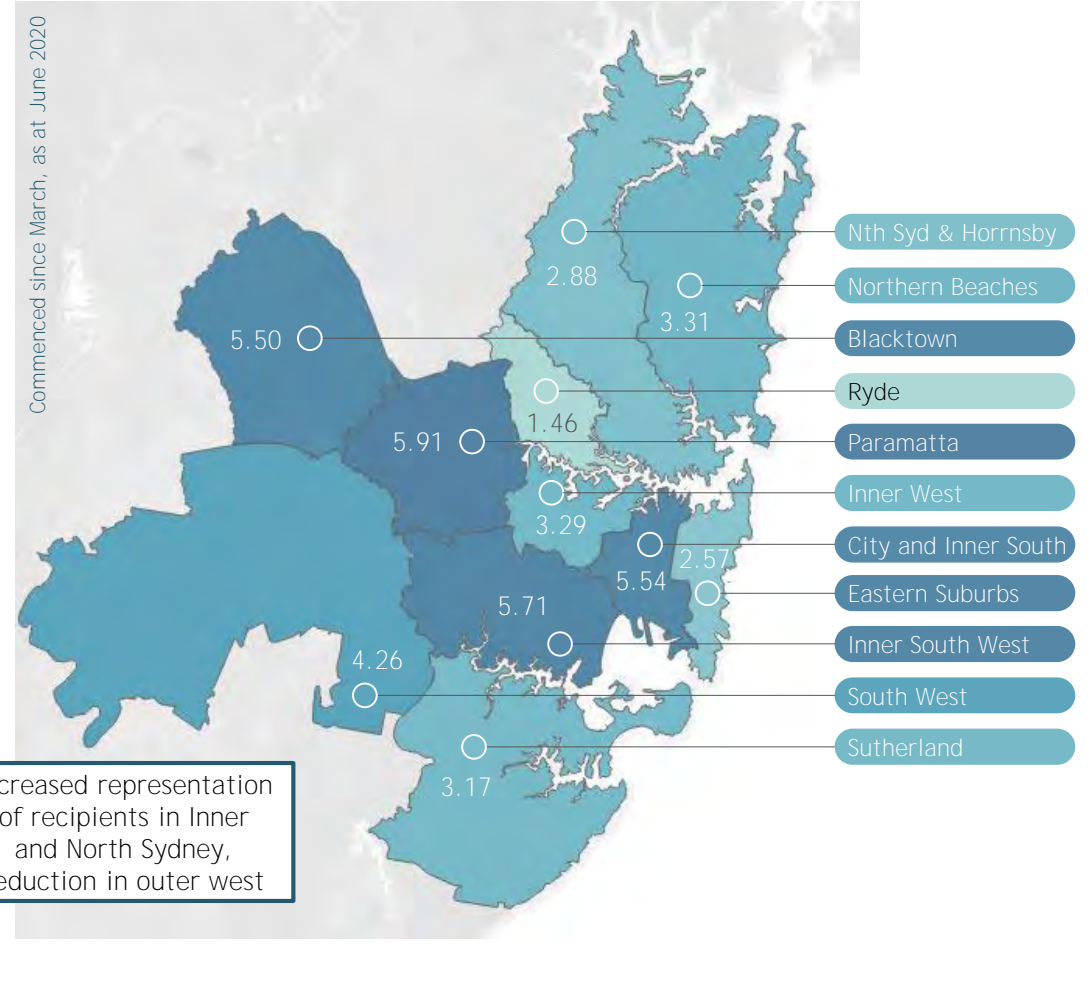 Commenced since March, as at June 2020
Nth Syd & Horrnsby
2.88
Northern Beaches
3.31
5.50
Blacktown
Ryde
1.46
5.91
Paramatta
Inner West
3.29
City and Inner South
2.57
5.54
Eastern Suburbs
5.71
Inner South West
4.26
South West
Sutherland
3.17
creased representation
of recipients in Inner
and North Sydney,
eduction in outer west